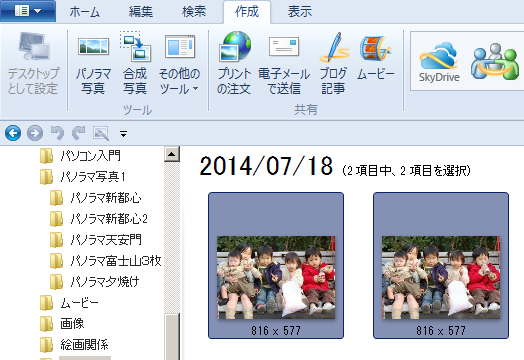 ホーム 編集 検索 作成 表示
デスクトップ
として設定
パノラマ
写真
合成
写真
その他の
ツール
プリント
の注文
電子メール
で送信
ブログ
記事
ムービー
SkyDrive
ツール
共有
パソコン入門
パノラマ写真1
パノラマ新都心
パノラマ新都心2
パノラマ天安門
パノラマ富士山3枚
パノラマ夕焼け
ムービー
画像
絵画関係
2014/07/18 (2項目中、2項目を選択)
816 x 577
816 x 577